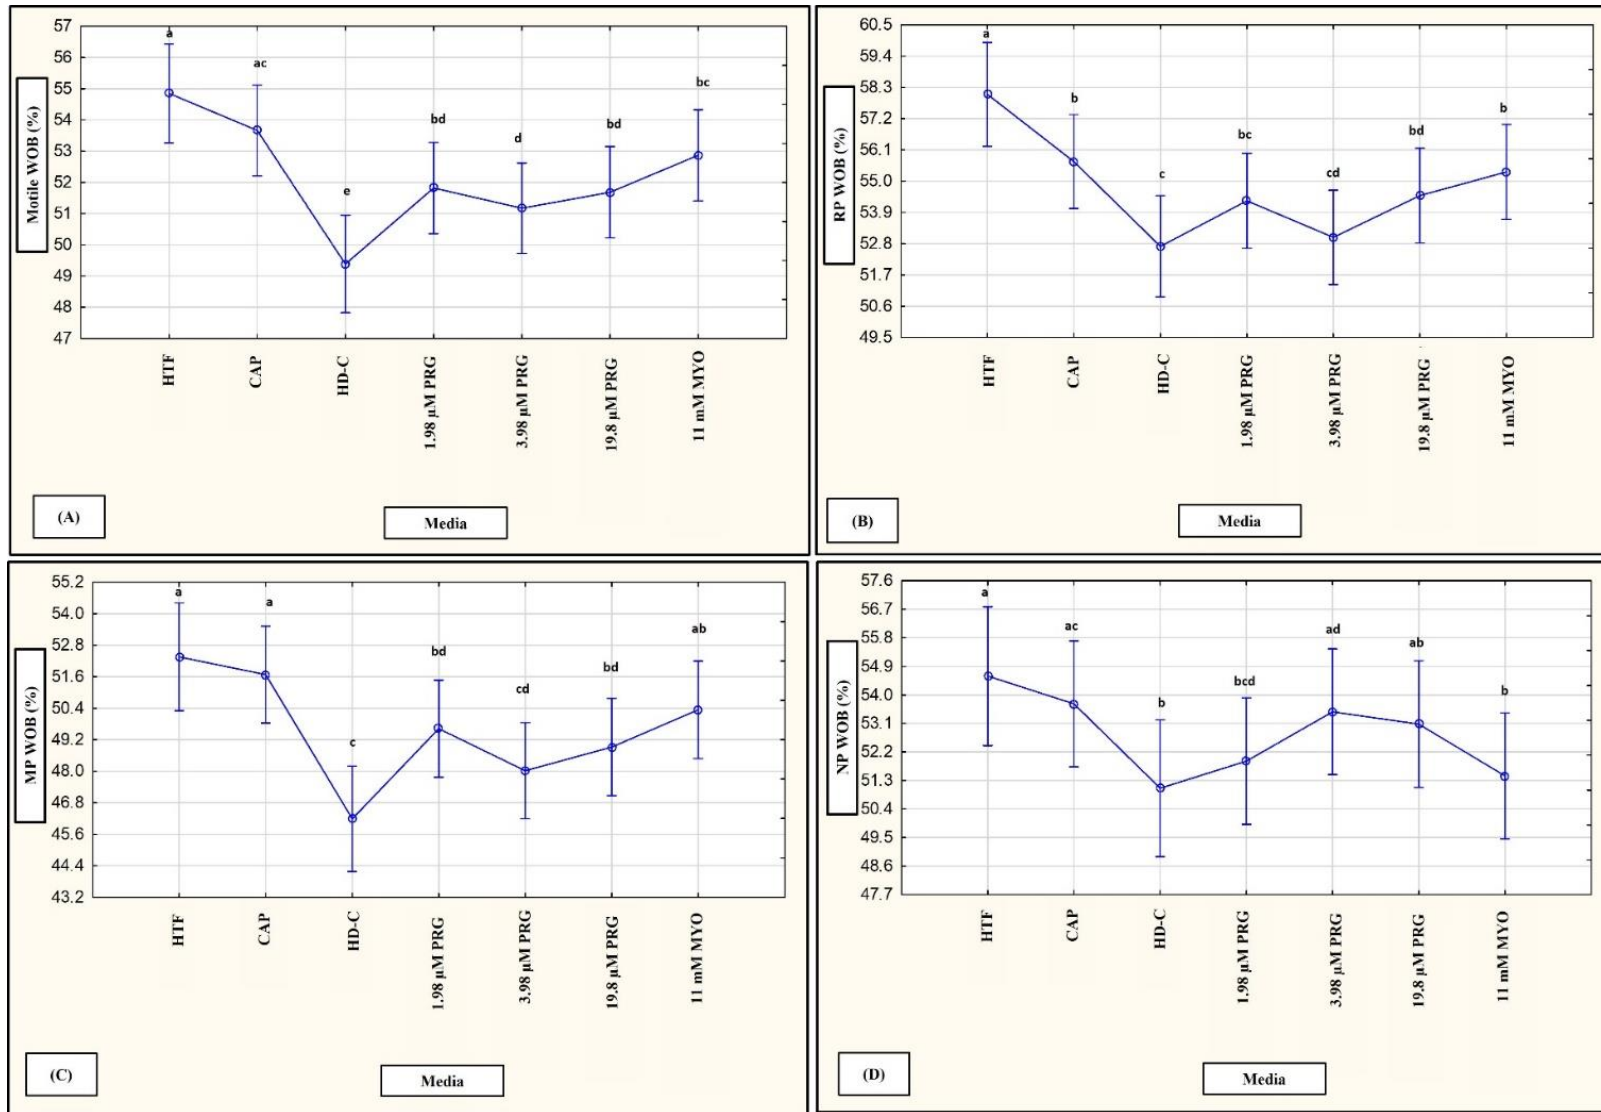 57
56
55
54
53
52
51
50
49
48
47
Motile WOB (%)
a
ac
e
bd
d
bd
bc
HTF
CAP
HD-C
1.98 µM PRG
3.98 µM PRG
19.8 µM PRG
11 mM MYO
(A)
Media
60.5
59.4
58.3
57.2
56.1
55.0
53.9
52.8
51.7
50.6
49.5
RP WOB (%)
a
b
c
bc
cd
bd
b
HTF
CAP
HD-C
1.98 µM PRG
3.98 µM PRG
19.8 µM PRG
11 mM MYO
(B)
Media
55.2
54.0
52.8
51.6
50.4
49.2
48.0
46.8
45.6
44.4
43.2
MP WOB (%)
a
a
c
bd
cd
bd
ab
HTF
CAP
HD-C
1.98 µM PRG
3.98 µM PRG
19.8 µM PRG
11 mM MYO
(C)
Media
57.6
56.7
55.8
54.9
54.0
53.1
52.2
51.3
50.4
49.5
48.6
47.7
NP WOB (%)
a
ac
b
bcd
ad
ab
b
HTF
CAP
HD-C
1.98 µM PRG
3.98 µM PRG
19.8 µM PRG
11 mM MYO
(D)
Media